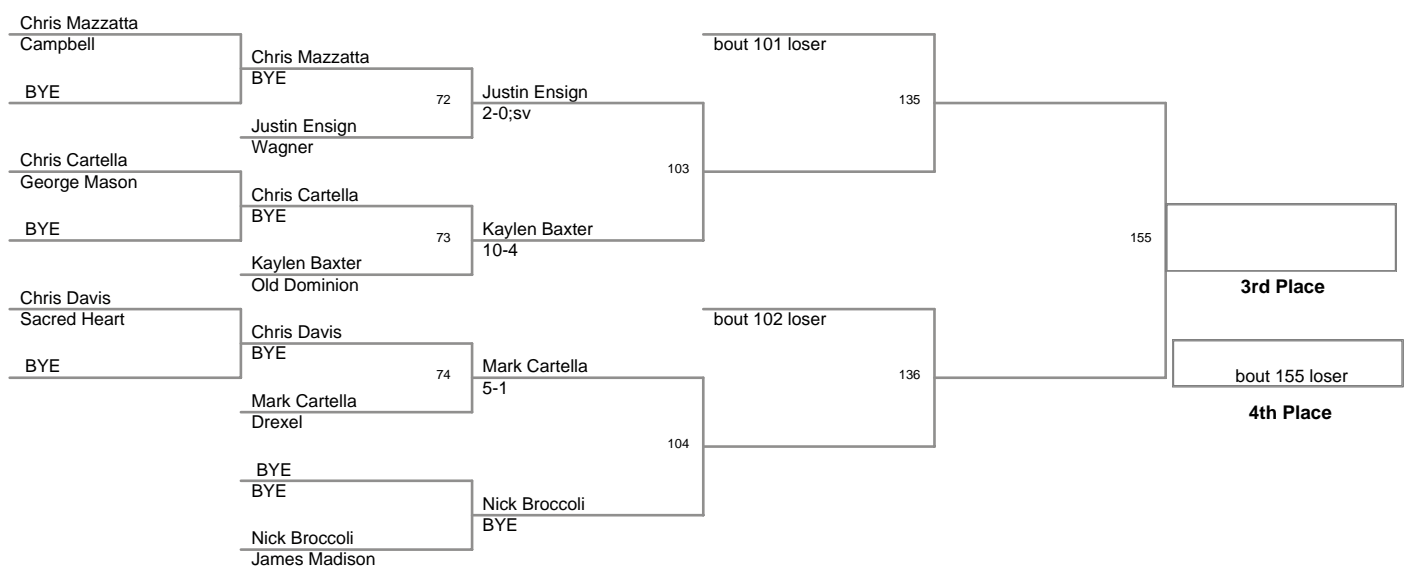 Chris Mazzatta
Campbell
BYE
Chris Mazzatta
BYE
72
Justin Ensign
Wagner
Justin Ensign
2-0;sv
Chris Cartella
George Mason
BYE
Chris Cartella
BYE
73
Kaylen Baxter
Old Dominion
Kaylen Baxter
10-4
103
bout 101 loser
135
Chris Davis
Sacred Heart
BYE
Chris Davis
BYE
74
Mark Cartella
Drexel
Mark Cartella
5-1
BYE
BYE
Nick Broccoli
James Madison
Nick Broccoli
BYE
104
bout 102 loser
136
155
3rd Place
bout 155 loser
4th Place